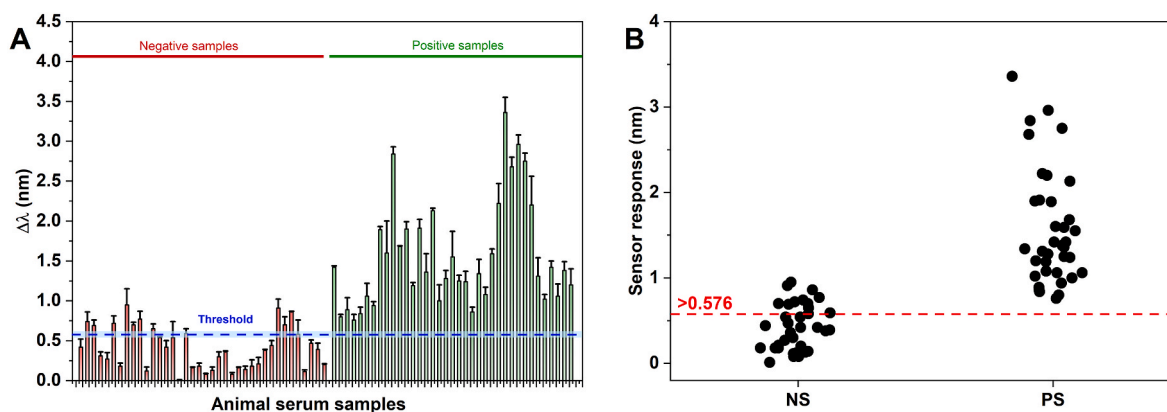 A
Negative samples
Positive samples
4.5
4.0
3.5
3.0
2.5
2.0
1.5
1.0
0.5
0.0
Δλ (nm)
Threshold
Animal serum samples
B
4
3
2
1
0
Sensor response (nm)
>0.576
NS
PS